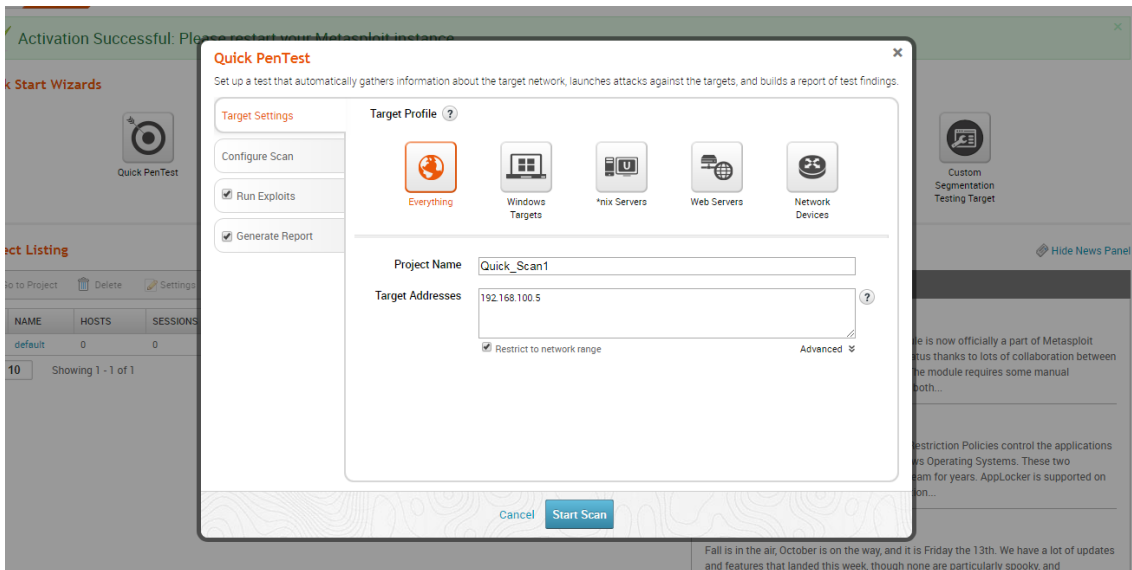 Activation Successful: Please restart your Metasploit instance
k Start Wizards
Quick PenTest
Custom
Segmentation
Testing Target
ect Listing
Hide News Panel
Go to Project Delete Settings
NAME HOSTS SESSIONS
default 0 0
10 Showing 1 - 1 of 1
Quick PenTest
Set up a test that automatically gathers information about the target network, launches attacks against the targets, and builds a report of test findings.
Target Settings
Configure Scan
Run Exploits
Generate Report
Target Profile ?
Everything
Windows
Targets
*nix Servers
Web Servers
Network
Devices
Project Name Quick_Scan1
Target Addresses 192.168.100.5
?
Restrict to network range
Advanced
Cancel Start Scan
le is now officially a part of Metasploit
atus thanks to lots of collaboration between
he module requires some manual
both...
Restriction Policies control the applications
ws Operating Systems. These two
eam for years. AppLocker is supported on
ion...
Fall is in the air, October is on the way, and it is Friday the 13th. We have a lot of updates
and features that landed this week, though none are particularly spooky, and